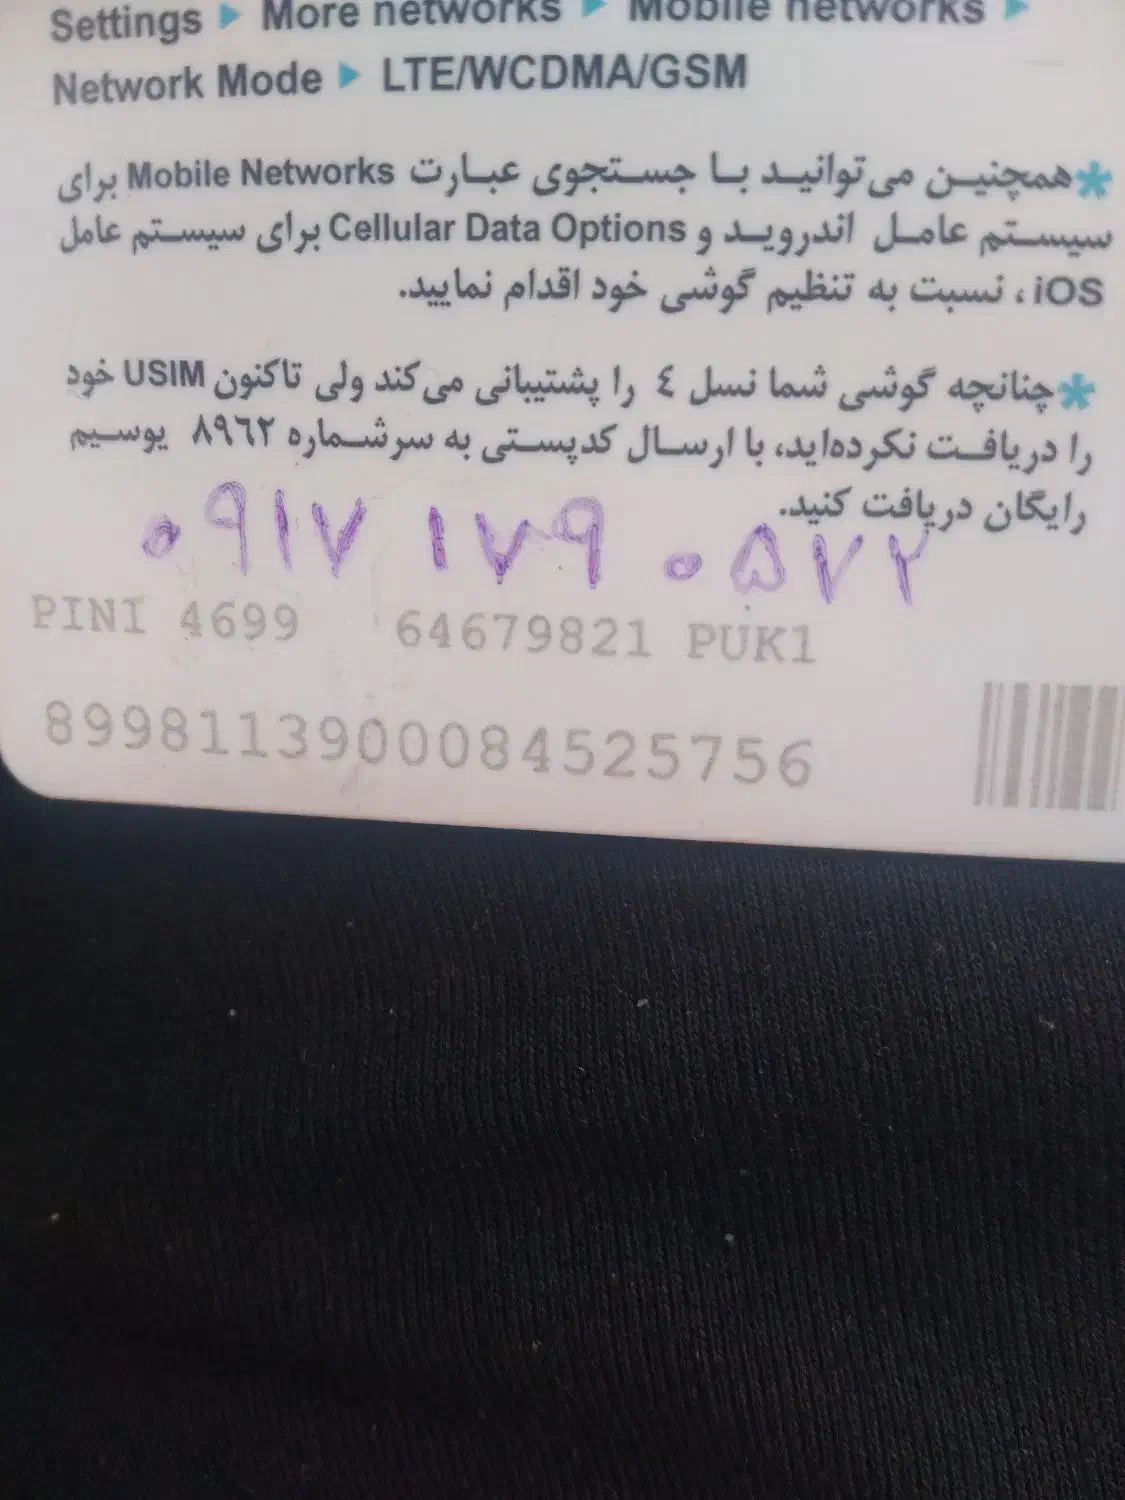 Settings ▶ More networks ▶ Mobile networks ▶
Network Mode ▶ LTE/WCDMA/GSM
*همچنین می‌توانید با جستجوی عبارت Mobile Networks برای
سیستم عامل اندروید و Cellular Data Options برای سیستم عامل
iOS، نسبت به تنظیم گوشی خود اقدام نمایید.
*چنانچه گوشی شما نسل ٤ را پشتیبانی می‌کند ولی تاکنون USIM خود
را دریافت نکرده‌اید، با ارسال کدپستی به سرشماره ٨٩٦٢ یوسیم
رایگان دریافت کنید.
۰۹۱۷ ۱۷۹ ۰۵۷۲
PIN1 4699 64679821 PUK1
8998113900084525756